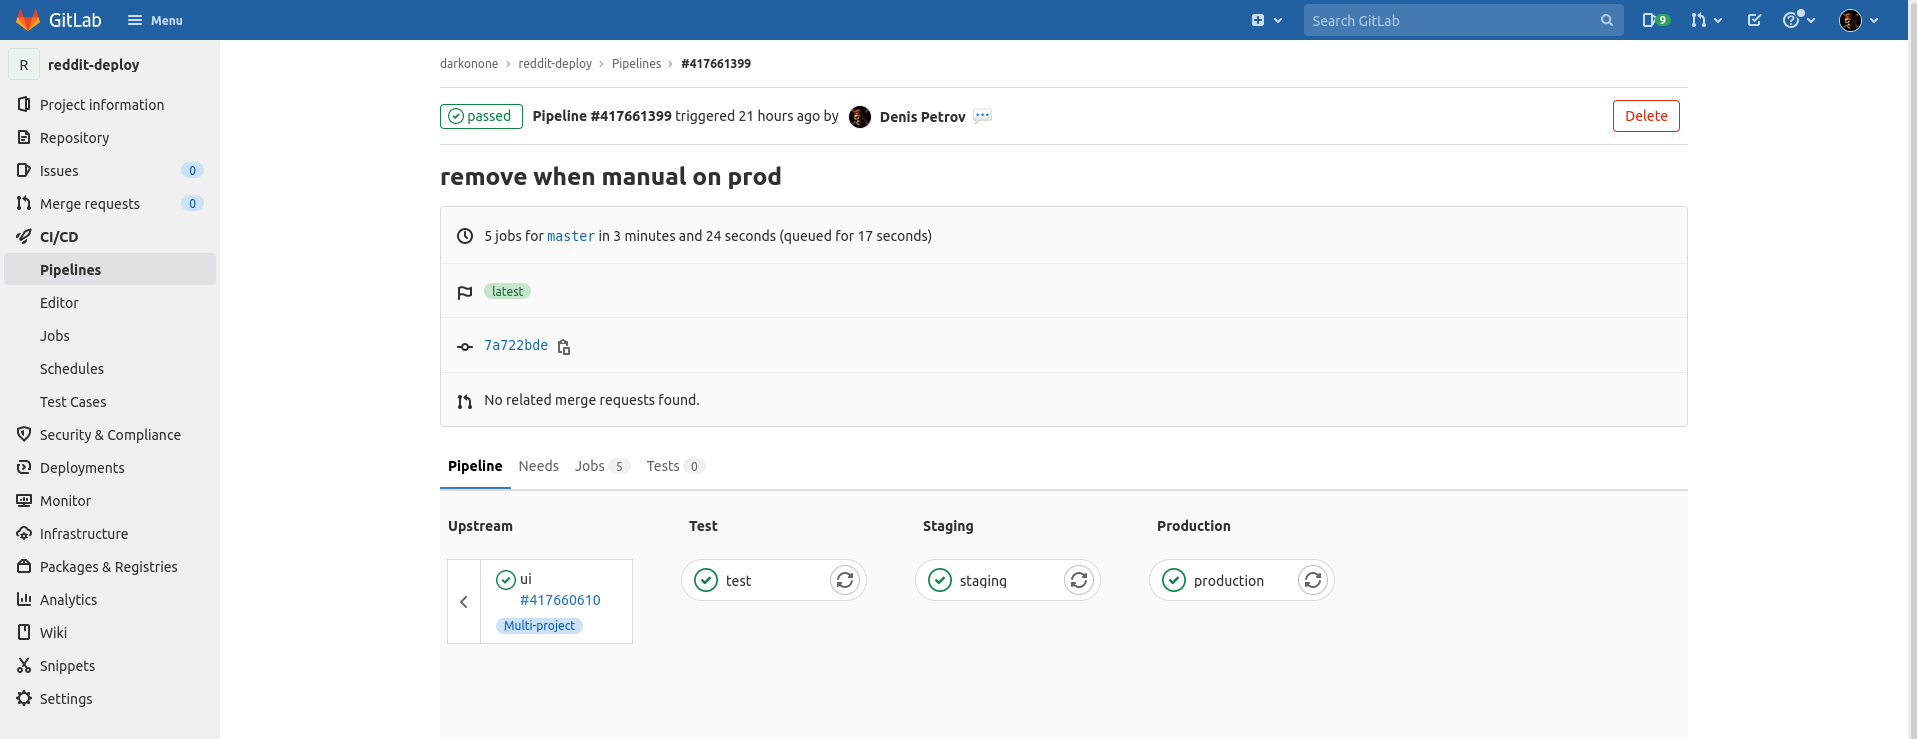 GitLab
Menu
Search GitLab
9
R
reddit-deploy
Project information
Repository
Issues 0
Merge requests 0
CI/CD
Pipelines
Editor
Jobs
Schedules
Test Cases
Security & Compliance
Deployments
Monitor
Infrastructure
Packages & Registries
Analytics
Wiki
Snippets
Settings
darkonone › reddit-deploy › Pipelines › #417661399
passed Pipeline #417661399 triggered 21 hours ago by Denis Petrov
Delete
remove when manual on prod
5 jobs for master in 3 minutes and 24 seconds (queued for 17 seconds)
latest
7a722bde
No related merge requests found.
Pipeline Needs Jobs 5 Tests 0
Upstream Test Staging Production
ui
#417660610
Multi-project
test
staging
production